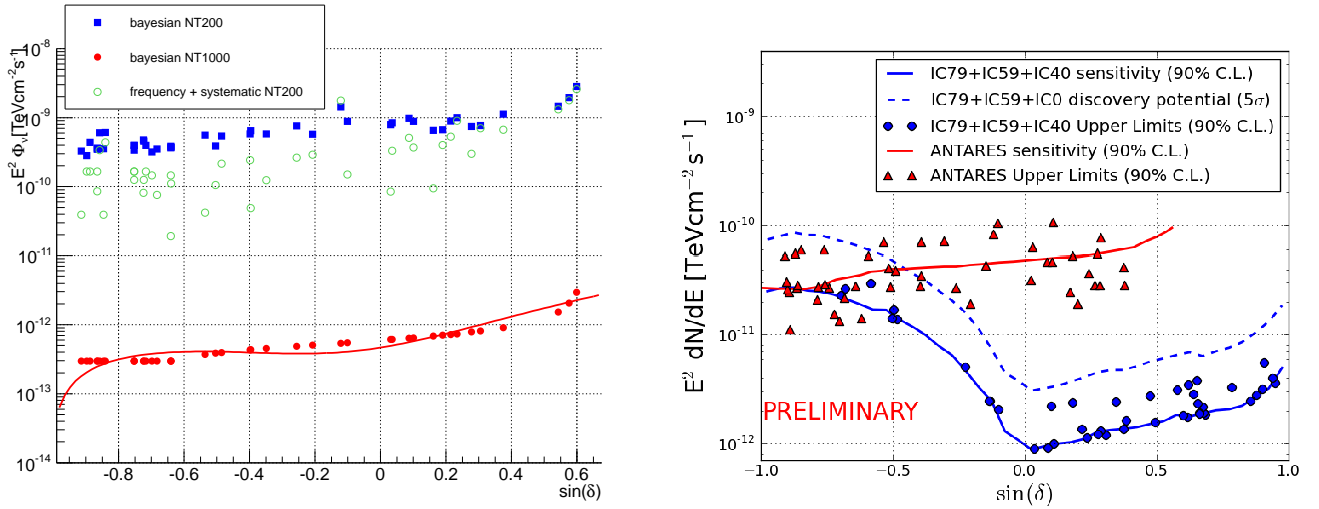 bayesian NT200
bayesian NT1000
frequency + systematic NT200
E² Φν[TeVcm⁻²s⁻¹]
10⁻⁸
10⁻⁹
10⁻¹⁰
10⁻¹¹
10⁻¹²
10⁻¹³
10⁻¹⁴
-0.8 -0.6 -0.4 -0.2 0 0.2 0.4 0.6
sin(δ)
IC79+IC59+IC40 sensitivity (90% C.L.)
IC79+IC59+IC0 discovery potential (5σ)
IC79+IC59+IC40 Upper Limits (90% C.L.)
ANTARES sensitivity (90% C.L.)
ANTARES Upper Limits (90% C.L.)
E² dN/dE [TeVcm⁻²s⁻¹]
10⁻⁹
10⁻¹⁰
10⁻¹¹
10⁻¹²
PRELIMINARY
−1.0 −0.5 0.0 0.5 1.0
sin(δ)